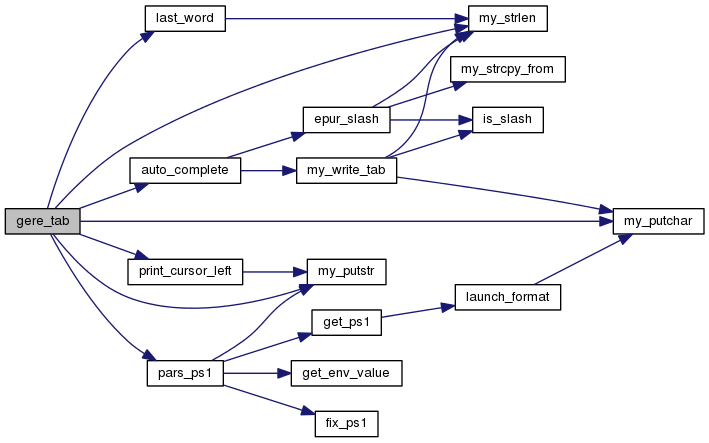 last_word
my_strlen
my_strcpy_from
epur_slash
is_slash
auto_complete
my_write_tab
gere_tab
my_putchar
print_cursor_left
my_putstr
launch_format
get_ps1
pars_ps1
get_env_value
fix_ps1